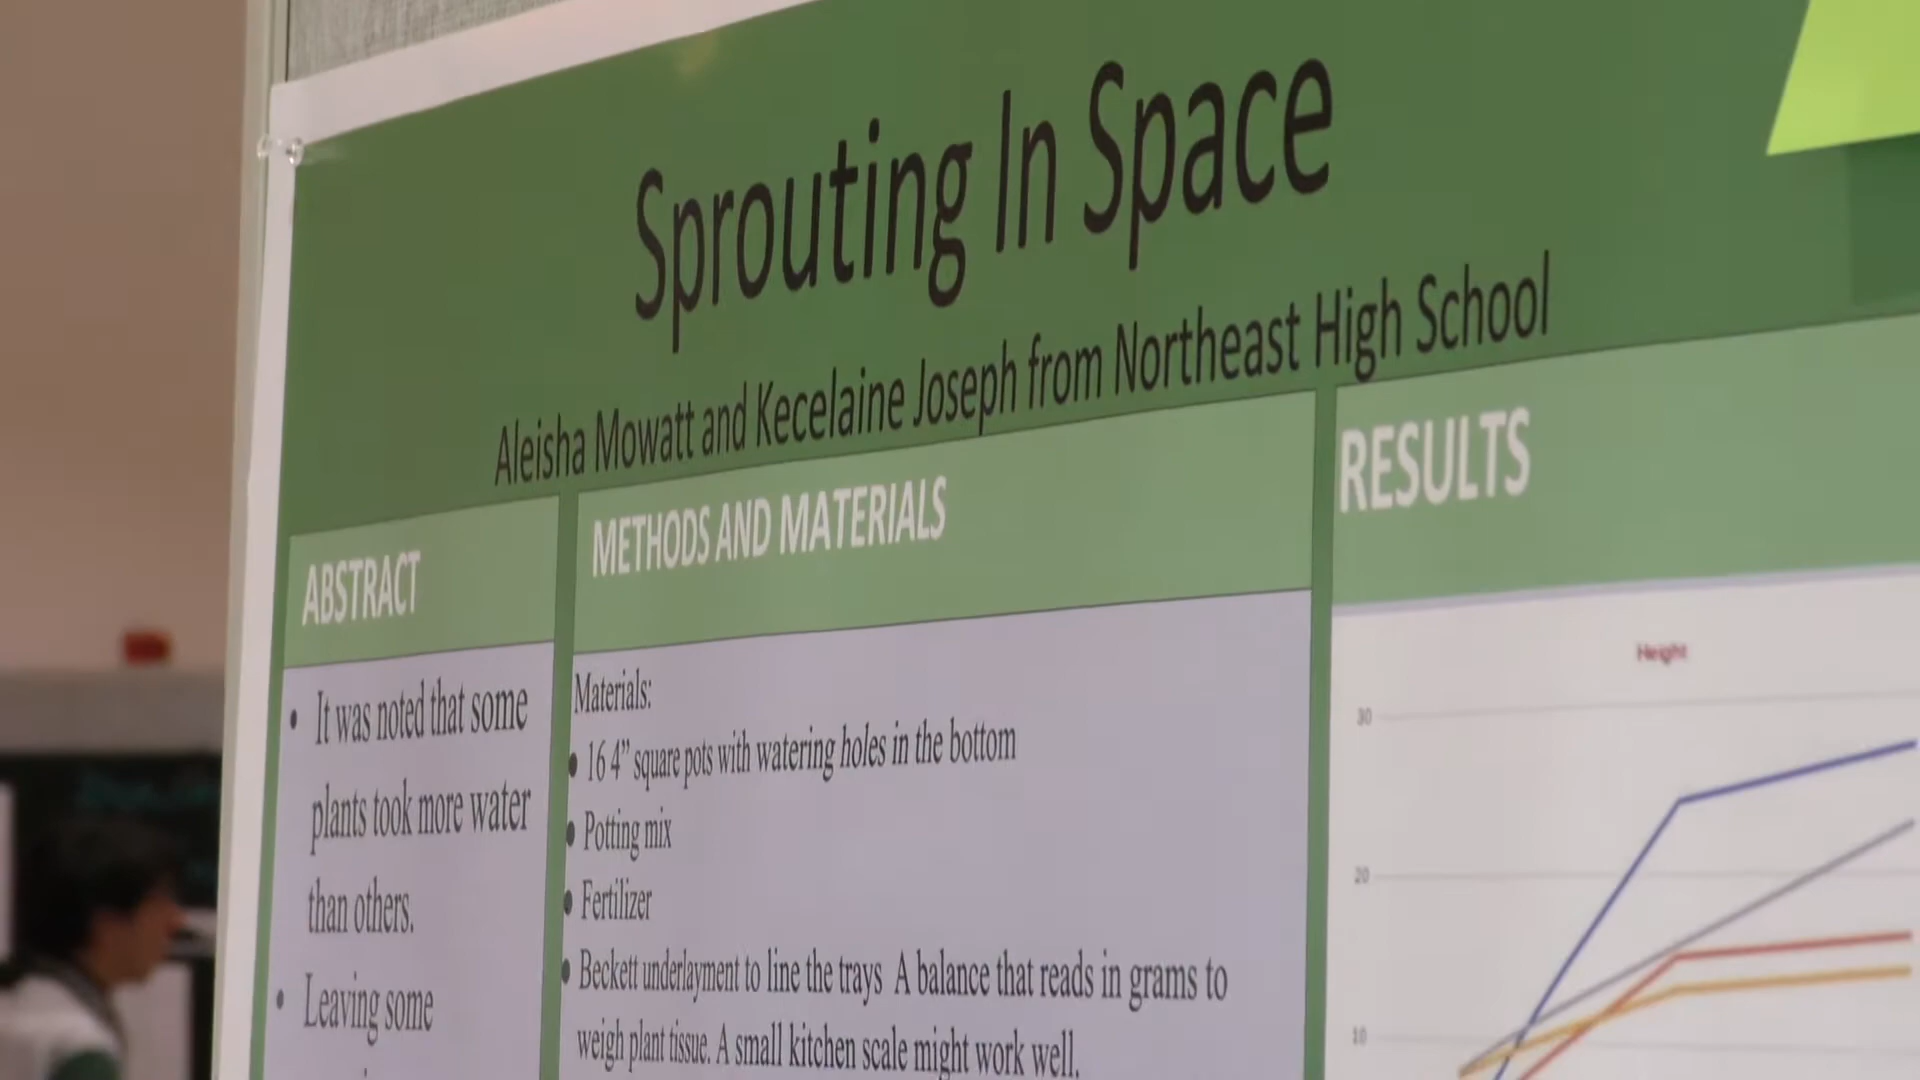 Sprouting In Space
Aleisha Mowatt and Kecelaine Joseph from Northeast High School
ABSTRACT
• It was noted that some
plants took more water
than others.
• Leaving some
METHODS AND MATERIALS
Materials:
• 16 4” square pots with watering holes in the bottom
• Potting mix
• Fertilizer
• Beckett underlayment to line the trays A balance that reads in grams to
weigh plant tissue. A small kitchen scale might work well.
RESULTS
Height
30
20
10